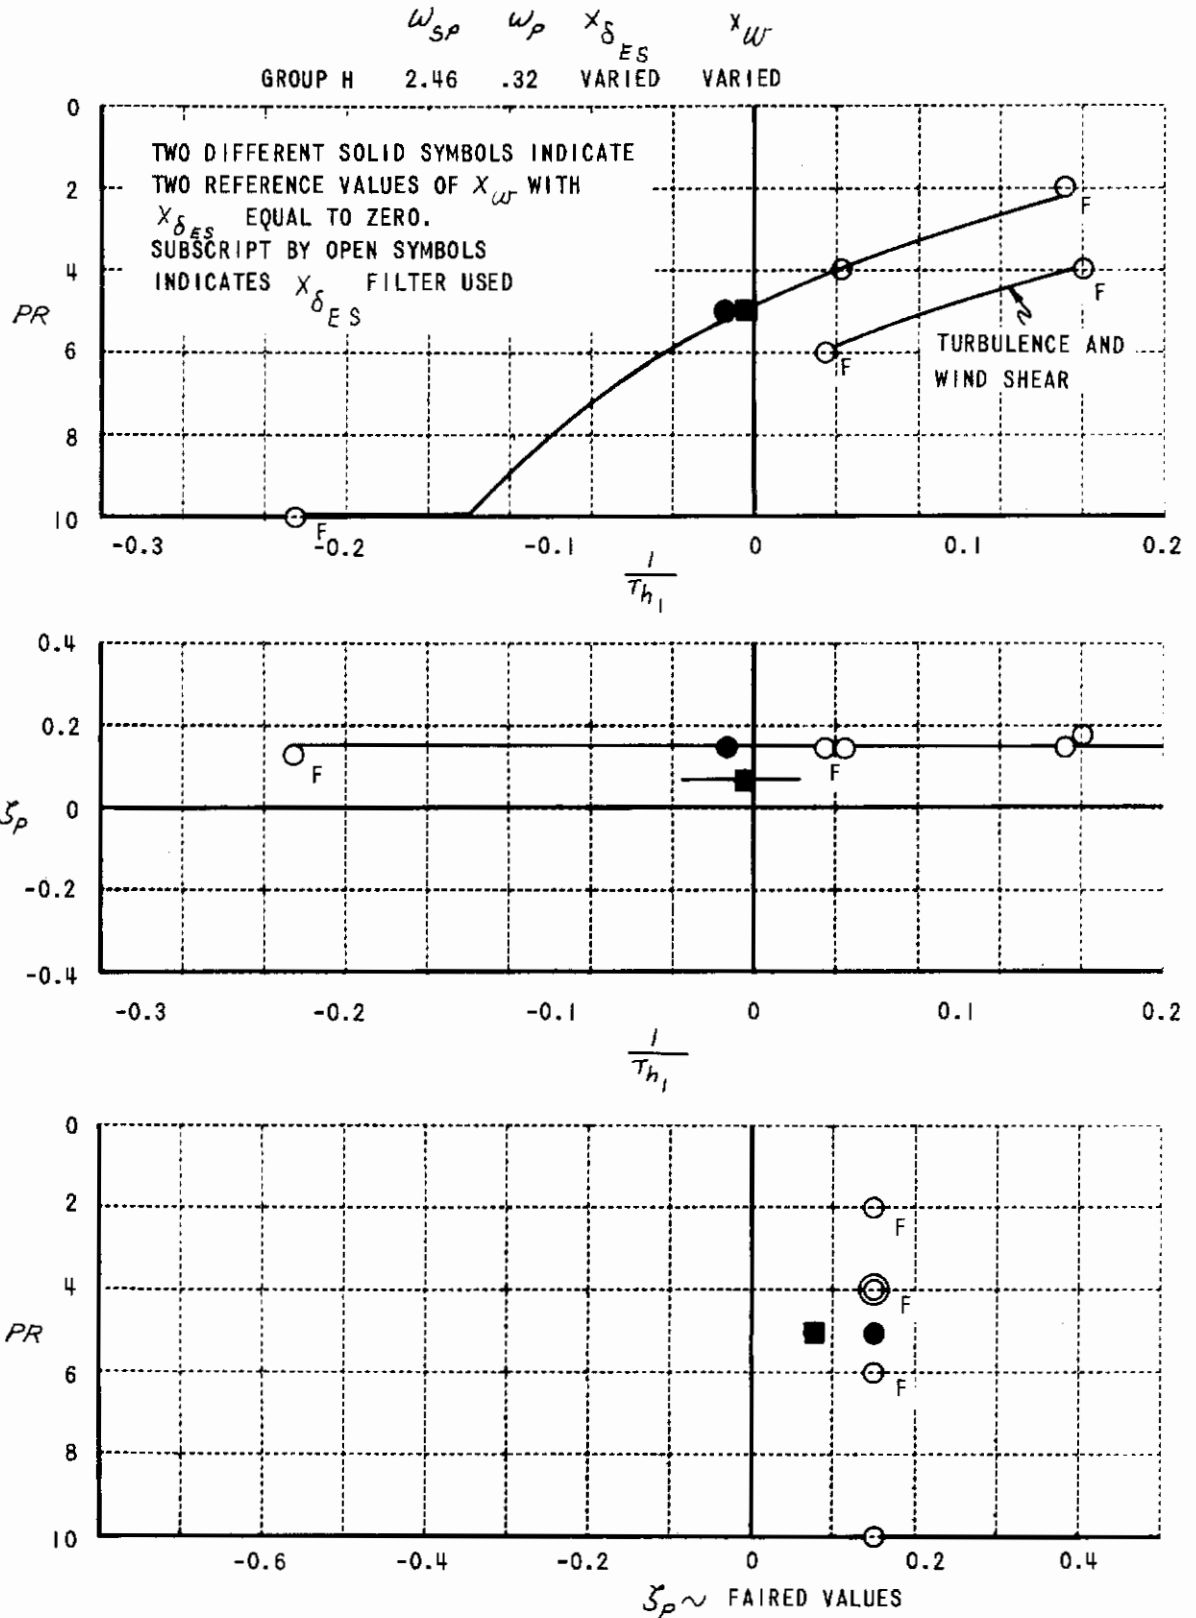 ω_SP ω_P X_δES X_w
GROUP H 2.46 .32 VARIED VARIED
0
TWO DIFFERENT SOLID SYMBOLS INDICATE
TWO REFERENCE VALUES OF X_w WITH
X_δES EQUAL TO ZERO.
SUBSCRIPT BY OPEN SYMBOLS
INDICATES X_δES FILTER USED
2
4
PR
6
8
10
F
F
F
F
TURBULENCE AND
WIND SHEAR
-0.3 -0.2 -0.1 0 0.1 0.2
1/T_h1
0.4
0.2
F F
ζ_P 0
-0.2
-0.4
-0.3 -0.2 -0.1 0 0.1 0.2
1/T_h1
0
2
F
4
F
PR
6
F
8
10
-0.6 -0.4 -0.2 0 0.2 0.4
ζ_P ~ FAIRED VALUES